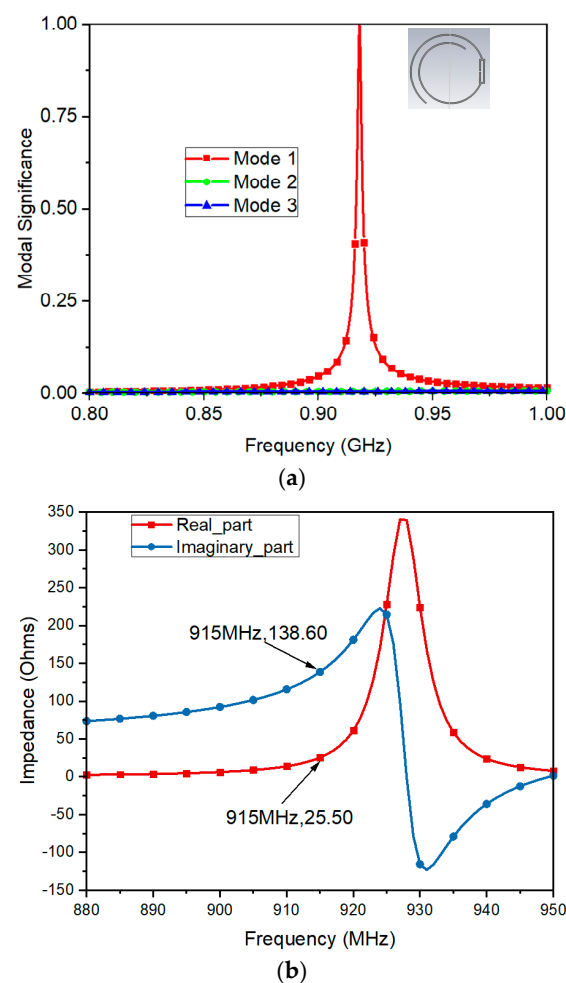 1.00
0.75
0.50
0.25
0.00
Modal Significance
Mode 1
Mode 2
Mode 3
0.80 0.85 0.90 0.95 1.00
Frequency (GHz)
(a)
350
300
250
200
150
100
50
0
-50
-100
-150
Impedance (Ohms)
Real_part
Imaginary_part
915MHz,138.60
915MHz,25.50
880 890 900 910 920 930 940 950
Frequency (MHz)
(b)